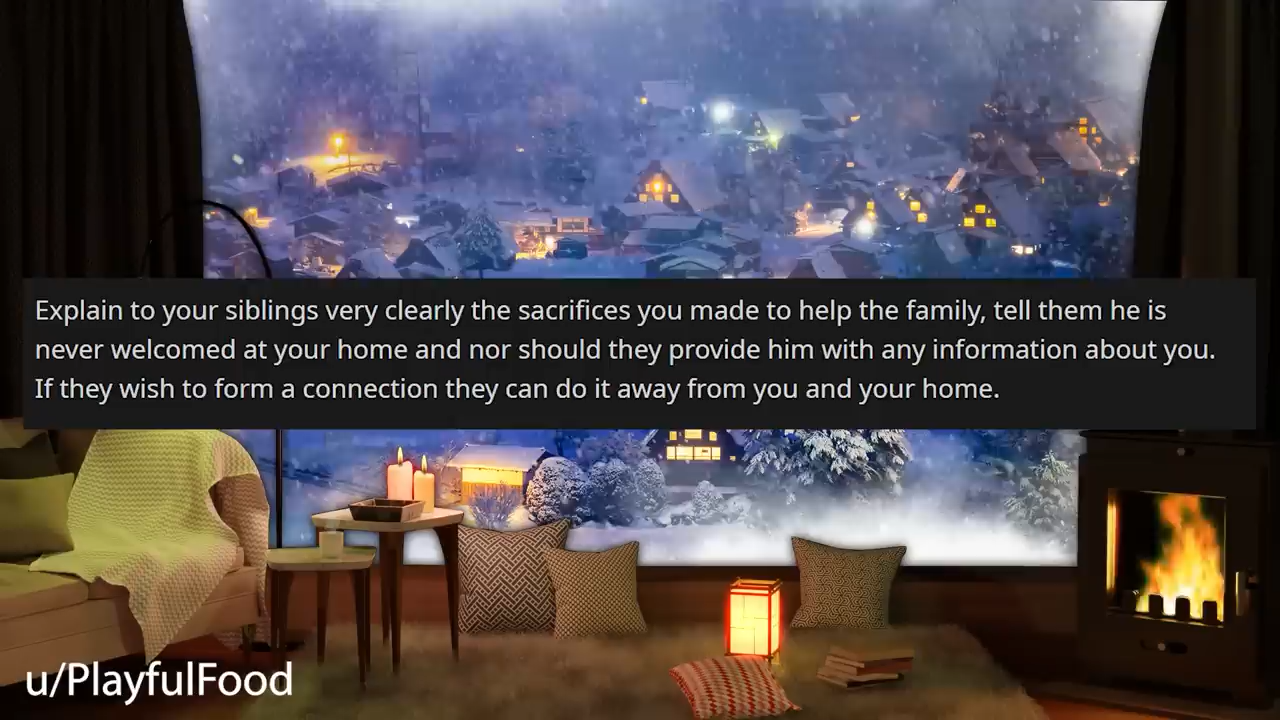 Explain to your siblings very clearly the sacrifices you made to help the family, tell them he is
never welcomed at your home and nor should they provide him with any information about you.
If they wish to form a connection they can do it away from you and your home.
u/PlayfulFood